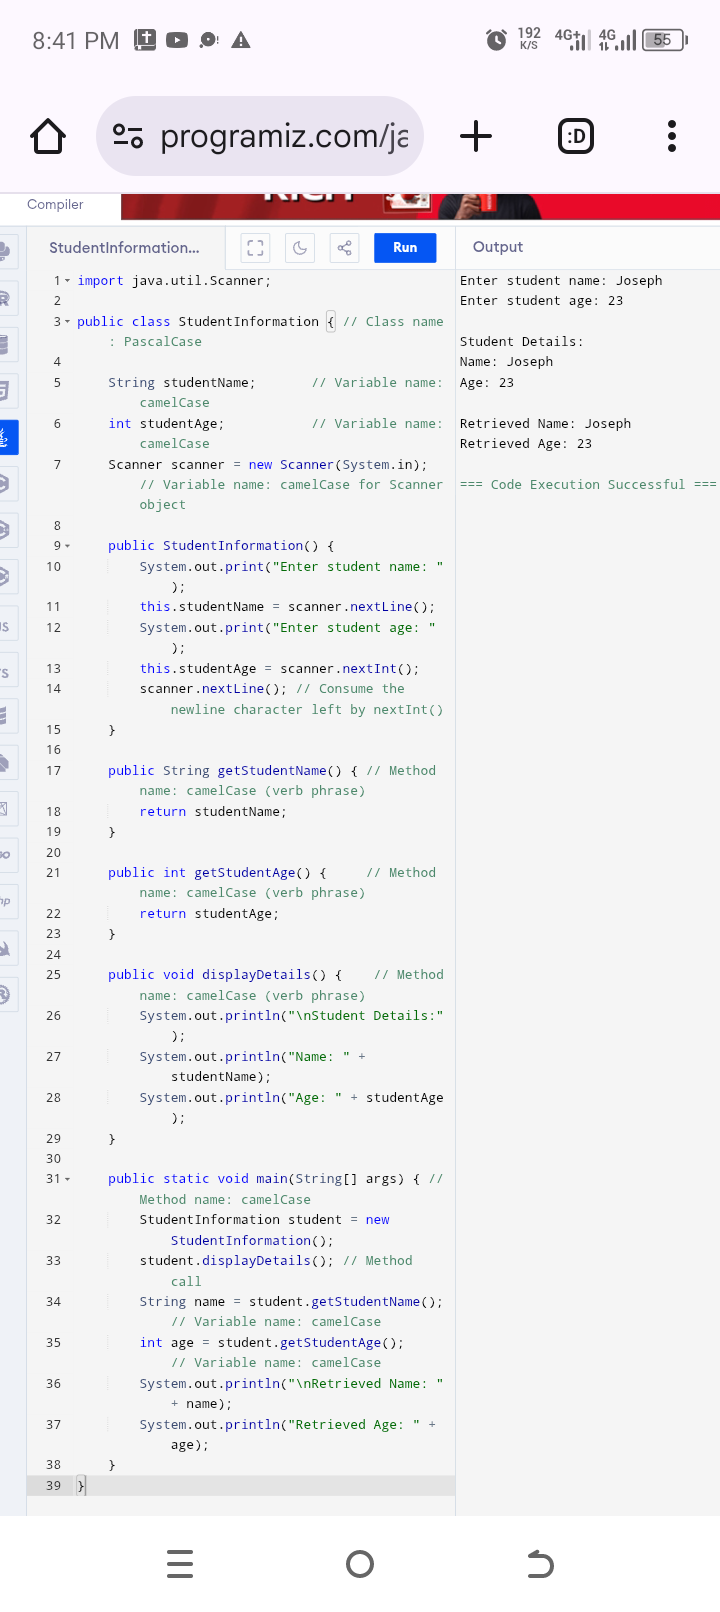 8:41 PM
192
K/S
4G+
4G
55
programiz.com/ja
:D
Compiler
StudentInformation...
Run
Output
1 import java.util.Scanner;
2
3 public class StudentInformation { // Class name
: PascalCase
4
5 String studentName; // Variable name:
camelCase
6 int studentAge; // Variable name:
camelCase
7 Scanner scanner = new Scanner(System.in);
// Variable name: camelCase for Scanner
object
8
9 public StudentInformation() {
10 System.out.print("Enter student name: "
);
11 this.studentName = scanner.nextLine();
12 System.out.print("Enter student age: "
);
13 this.studentAge = scanner.nextInt();
14 scanner.nextLine(); // Consume the
newline character left by nextInt()
15 }
16
17 public String getStudentName() { // Method
name: camelCase (verb phrase)
18 return studentName;
19 }
20
21 public int getStudentAge() { // Method
name: camelCase (verb phrase)
22 return studentAge;
23 }
24
25 public void displayDetails() { // Method
name: camelCase (verb phrase)
26 System.out.println("\nStudent Details:"
);
27 System.out.println("Name: " +
studentName);
28 System.out.println("Age: " + studentAge
);
29 }
30
31 public static void main(String[] args) { //
Method name: camelCase
32 StudentInformation student = new
StudentInformation();
33 student.displayDetails(); // Method
call
34 String name = student.getStudentName();
// Variable name: camelCase
35 int age = student.getStudentAge();
// Variable name: camelCase
36 System.out.println("\nRetrieved Name: "
+ name);
37 System.out.println("Retrieved Age: " +
age);
38 }
39 }
Enter student name: Joseph
Enter student age: 23
Student Details:
Name: Joseph
Age: 23
Retrieved Name: Joseph
Retrieved Age: 23
=== Code Execution Successful ===